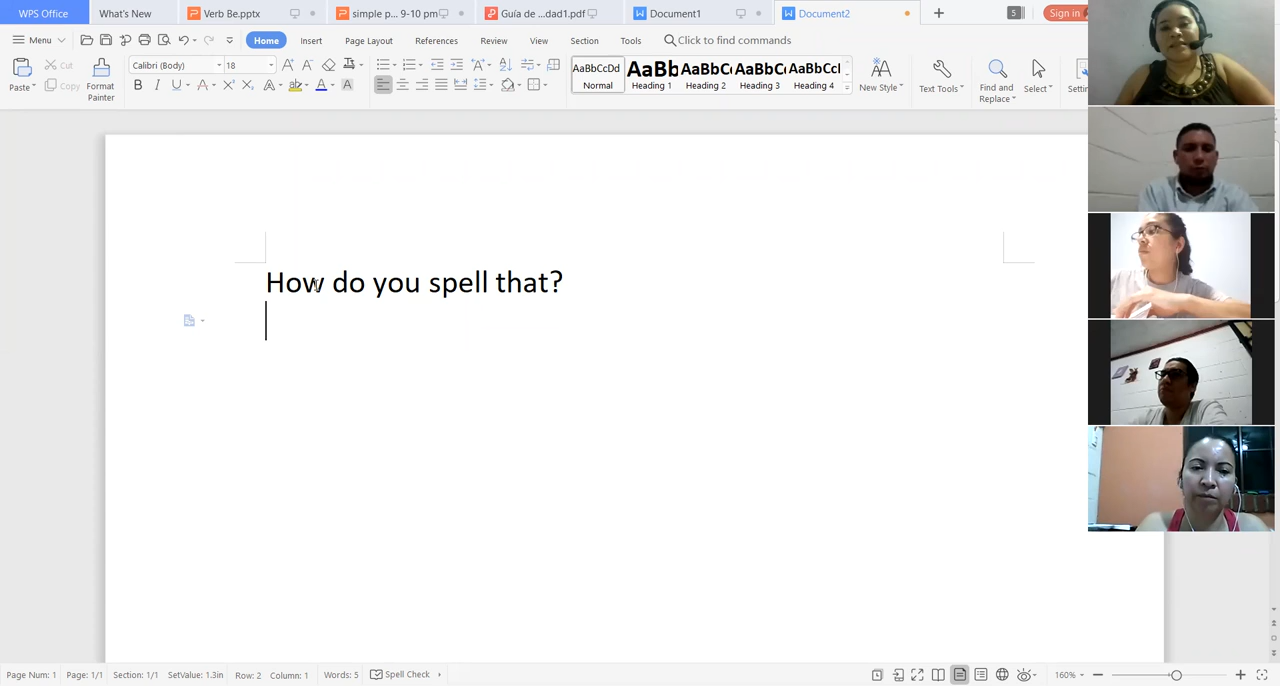 WPS Office What's New Verb Be.pptx simple p... 9-10 pm Guía de ...dad1.pdf Document1 Document2 + S Sign in
Menu Home Insert Page Layout References Review View Section Tools Click to find commands
Paste Cut Copy Format Painter Calibri (Body) 18 AaBbCcDd Normal AaBb Heading 1 AaBbC Heading 2 AaBbC Heading 3 AaBbCcl Heading 4 New Style Text Tools Find and Replace Select
B I U A X² X₂ A ab A A
How do you spell that?
Page Num: 1 Page: 1/1 Section: 1/1 SetValue: 1.3in Row: 2 Column: 1 Words: 5 Spell Check 160%